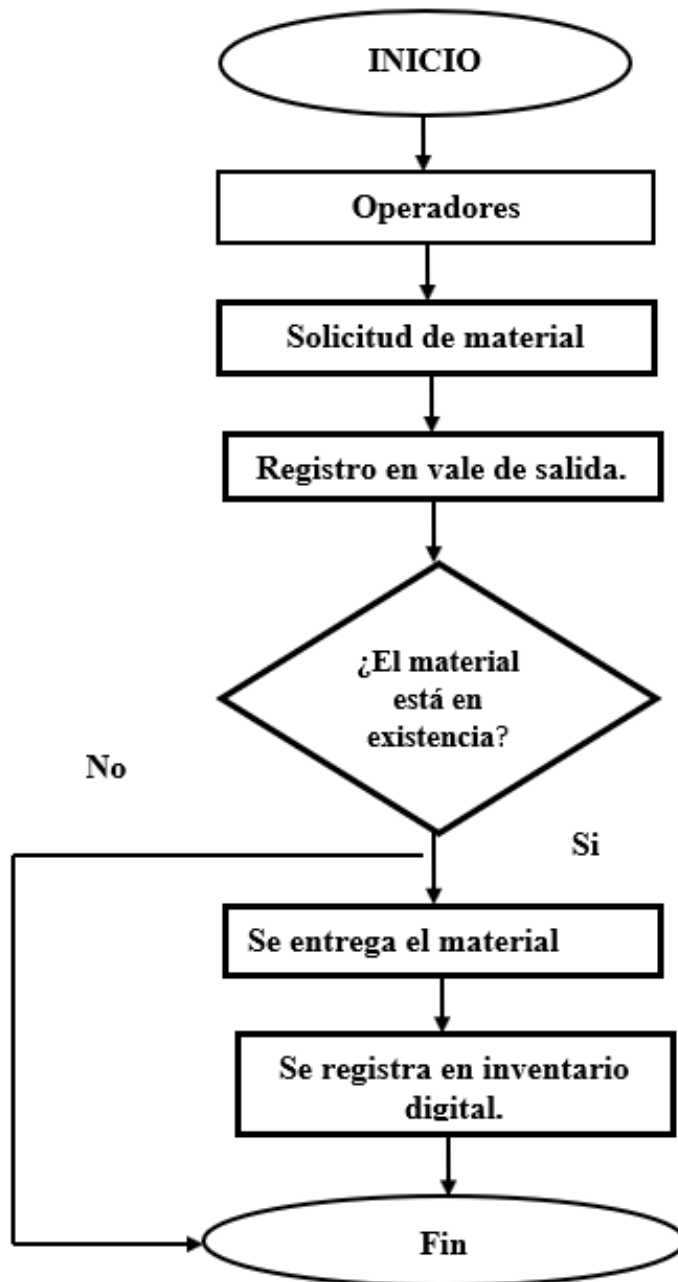 INICIO
Operadores
Solicitud de material
Registro en vale de salida.
¿El material
está en
existencia?
No
Si
Se entrega el material
Se registra en inventario
digital.
Fin